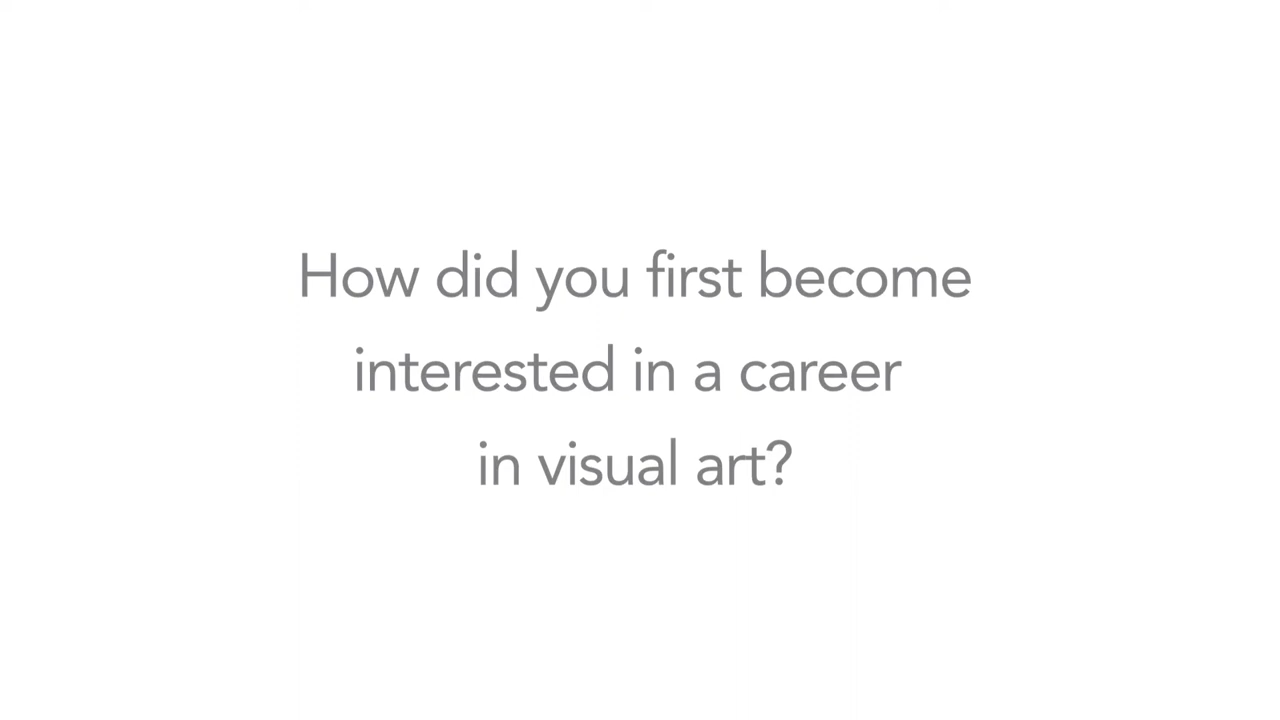 How did you first become
interested in a career
in visual art?